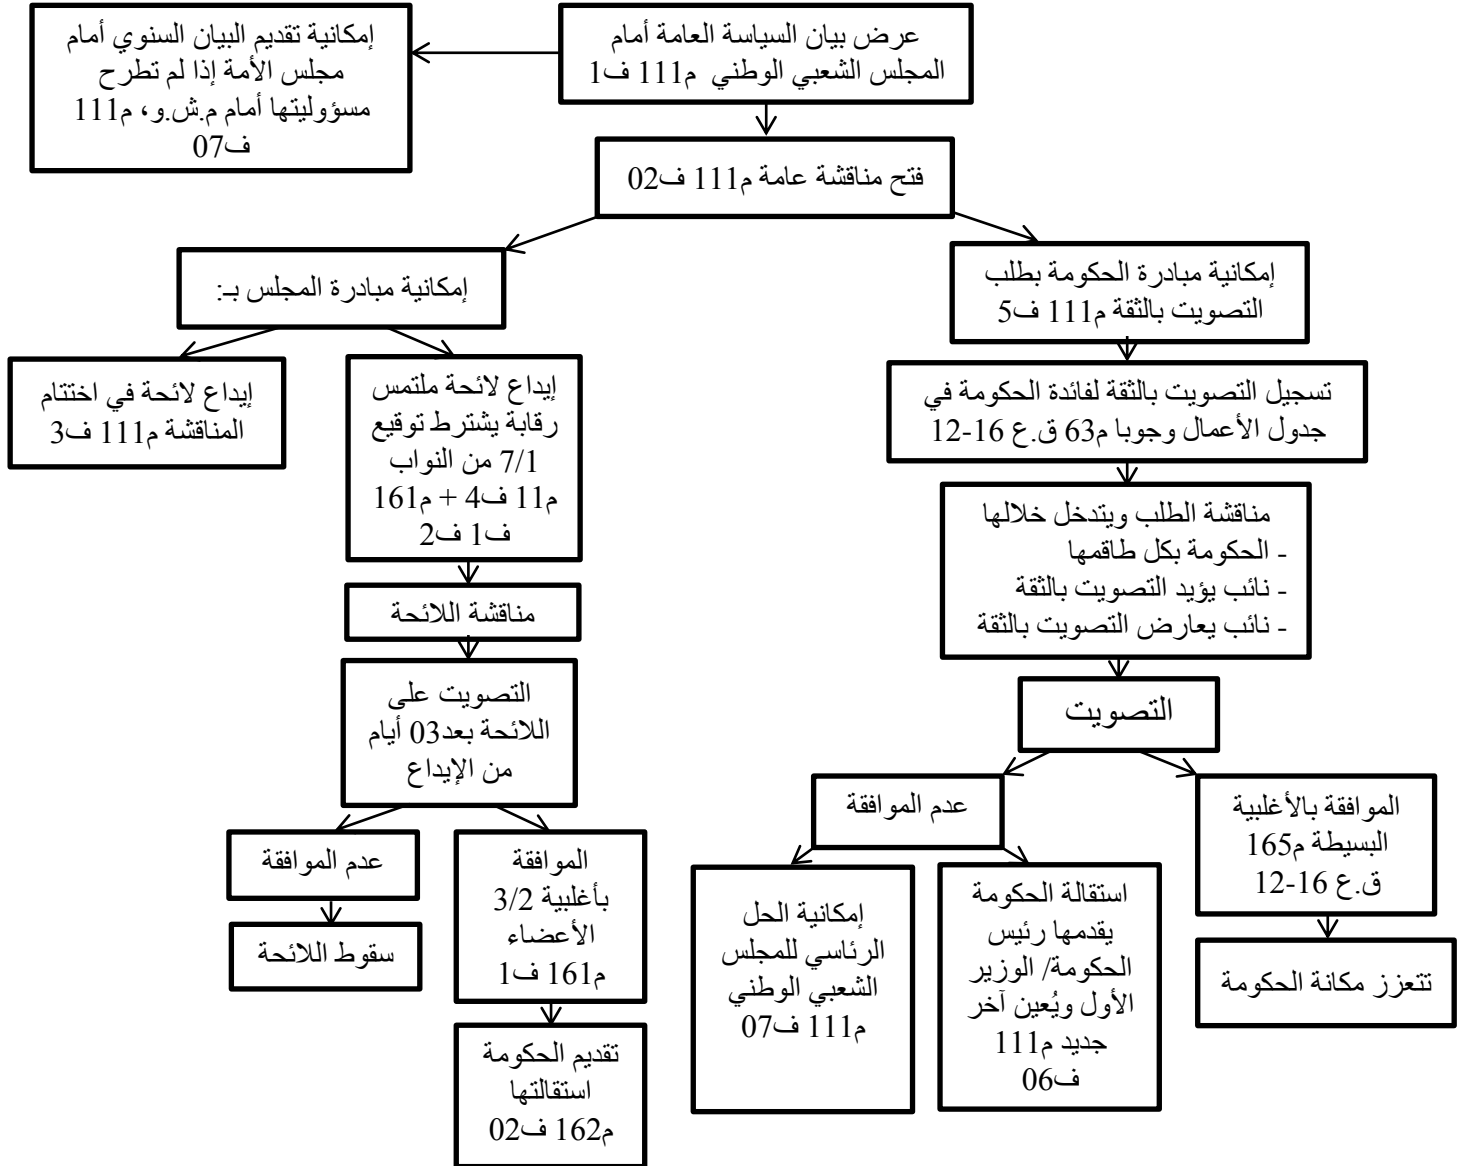 عرض بيان السياسة العامة أمام
المجلس الشعبي الوطني م111 ف1
إمكانية تقديم البيان السنوي أمام
مجلس الأمة إذا لم تطرح
مسؤوليتها أمام م.ش.و، م111
ف07
فتح مناقشة عامة م111 ف02
إمكانية مبادرة الحكومة بطلب
التصويت بالثقة م111 ف5
تسجيل التصويت بالثقة لفائدة الحكومة في
جدول الأعمال وجوبا م63 ق.ع 16-12
مناقشة الطلب ويتدخل خلالها
- الحكومة بكل طاقمها
- نائب يؤيد التصويت بالثقة
- نائب يعارض التصويت بالثقة
التصويت
الموافقة بالأغلبية
البسيطة م165
ق.ع 16-12
تتعزز مكانة الحكومة
عدم الموافقة
استقالة الحكومة
يقدمها رئيس
الحكومة/ الوزير
الأول ويُعين آخر
جديد م111
ف06
إمكانية الحل
الرئاسي للمجلس
الشعبي الوطني
م111 ف07
إمكانية مبادرة المجلس بـ:
إيداع لائحة ملتمس
رقابة يشترط توقيع
7/1 من النواب
م11 ف4 + م161
ف1 ف2
مناقشة اللائحة
التصويت على
اللائحة بعد03 أيام
من الإيداع
الموافقة
بأغلبية 3/2
الأعضاء
م161 ف1
تقديم الحكومة
استقالتها
م162 ف02
عدم الموافقة
سقوط اللائحة
إيداع لائحة في اختتام
المناقشة م111 ف3